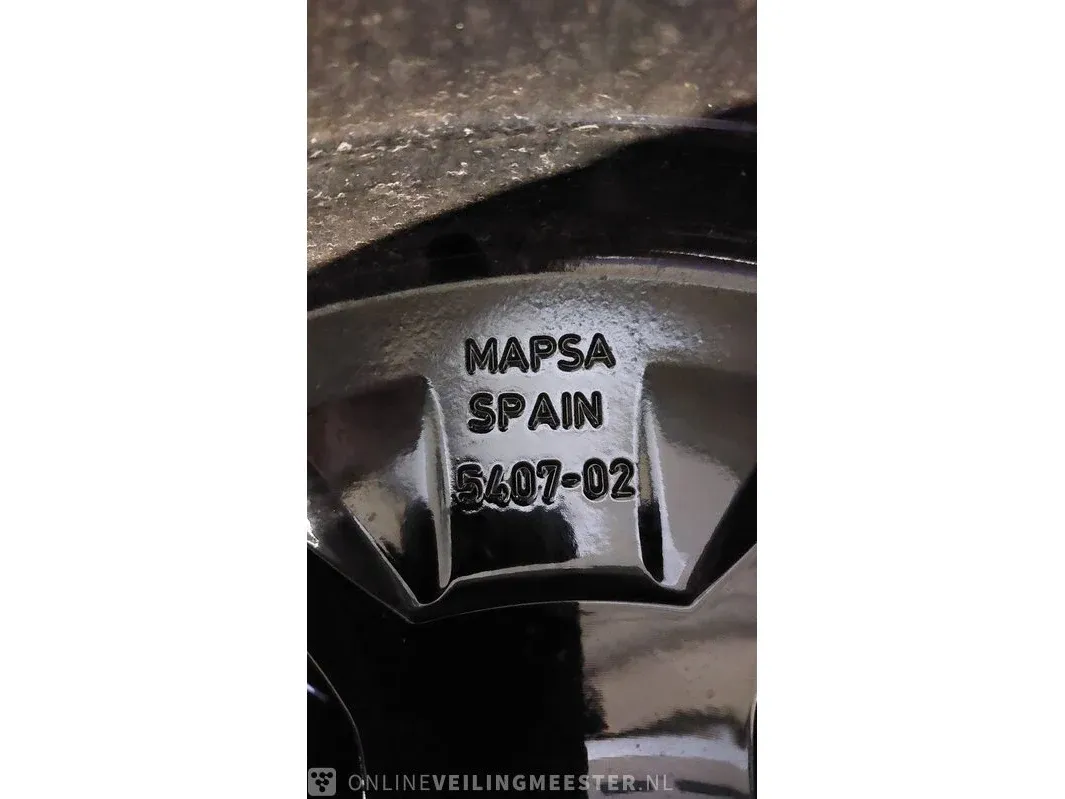 MAPSA
SPAIN
5407-02
ONLINEVEILINGMEESTER.NL